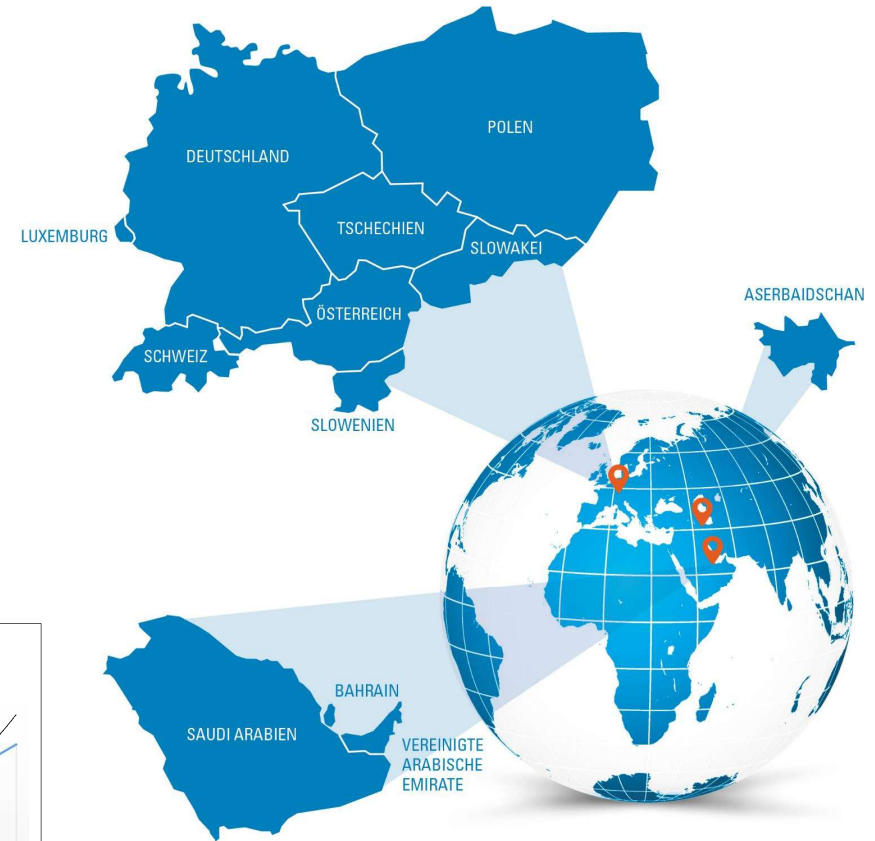 POLEN
DEUTSCHLAND
TSCHECHIEN
LUXEMBURG
SLOWAKEI
ÖSTERREICH
SCHWEIZ
SLOWENIEN
ASERBAIDSCHAN
BAHRAIN
SAUDI ARABIEN
VEREINIGTE
ARABISCHE
EMIRATE